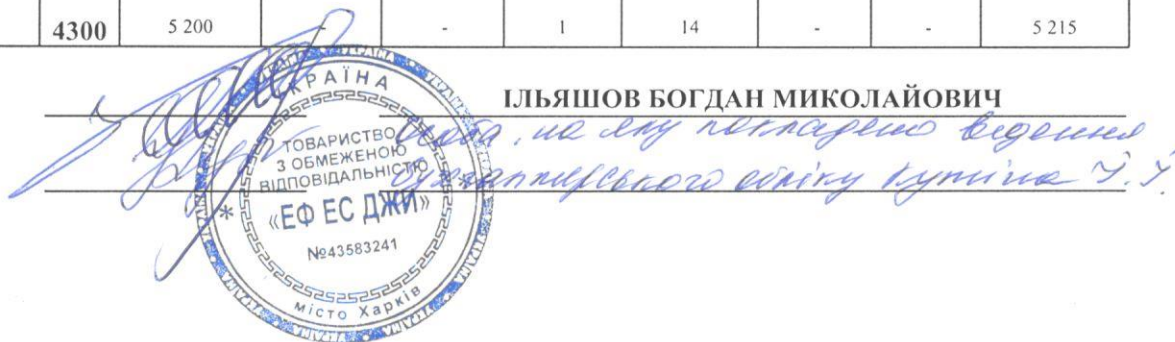 4300 5 200 - - 1 14 - - 5 215
ІЛЬЯШОВ БОГДАН МИКОЛАЙОВИЧ
особа, на яку покладено ведення
бухгалтерського обліку
УКРАЇНА
ТОВАРИСТВО
З ОБМЕЖЕНОЮ
ВІДПОВІДАЛЬНІСТЮ
«ЕФ ЕС ДЖИ»
№43583241
місто Харків